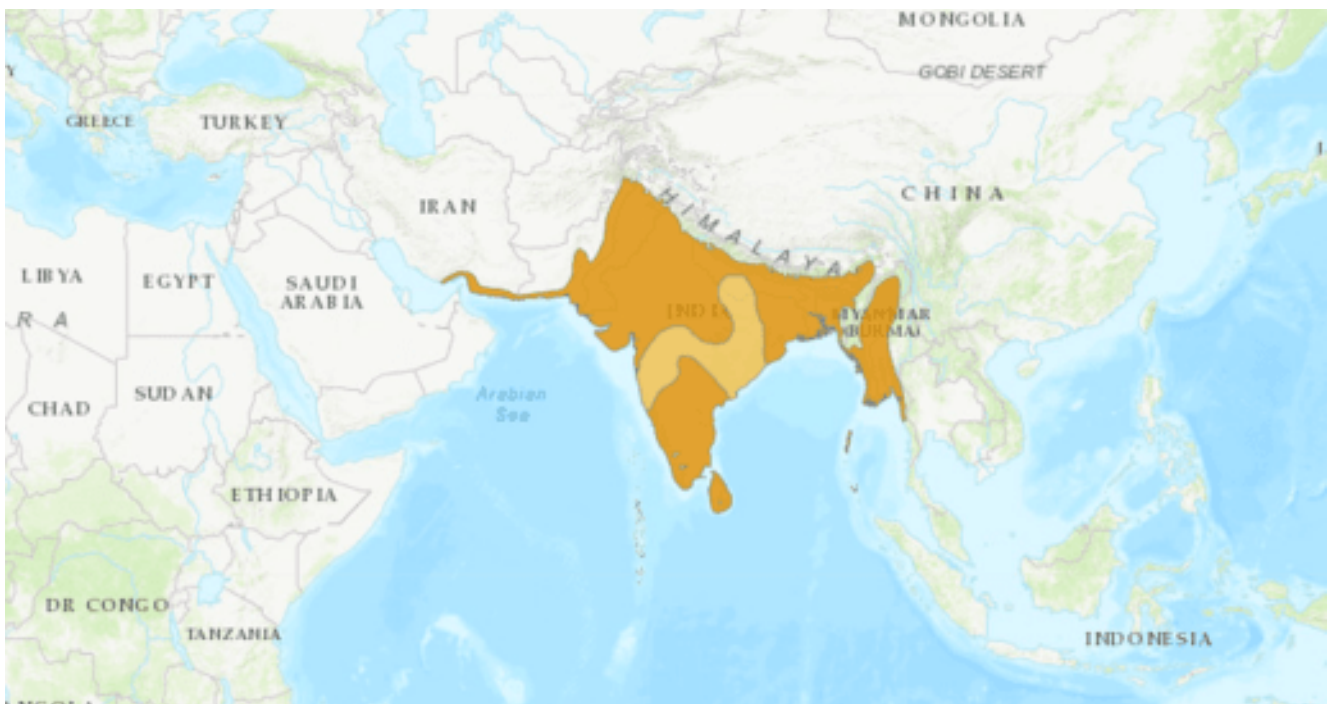 MONGOLIA
GOBI DESERT
GREECE
TURKEY
CHINA
IRAN
HIMALAYA
LIBYA
EGYPT
SAUDI
ARABIA
INDI
MYANMAR
(BURMA)
R A
SUDAN
Arabian
Sea
CHAD
ETHIOPIA
DR CONGO
TANZANIA
INDONESIA